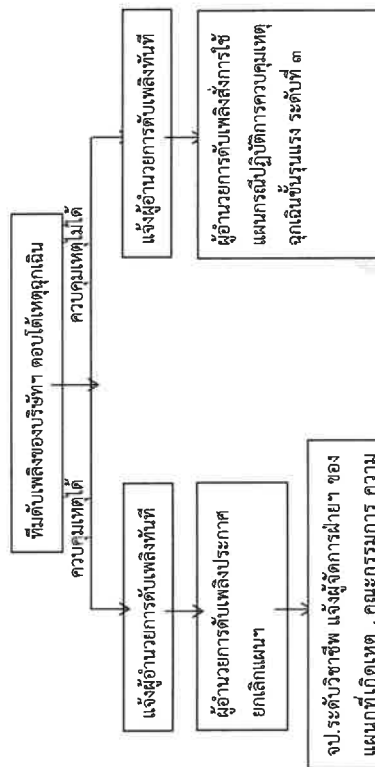 ทีมดับเพลิงของบริษัทฯ ตอบโต้เหตุฉุกเฉิน
ควบคุมเหตุได้
ควบคุมเหตุไม่ได้
แจ้งผู้อำนวยการดับเพลิงทันที
แจ้งผู้อำนวยการดับเพลิงทันที
ผู้อำนวยการดับเพลิงประกาศ
ยกเลิกแผนฯ
ผู้อำนวยการดับเพลิงสั่งการใช้
แผนกรณีปฏิบัติการควบคุมเหตุ
ฉุกเฉินขั้นรุนแรง ระดับที่ ๓
จป.ระดับวิชาชีพ แจ้งผู้จัดการฝ่ายฯ ของ
แผนกที่เกิดเหตุ , คณะกรรมการ ความ